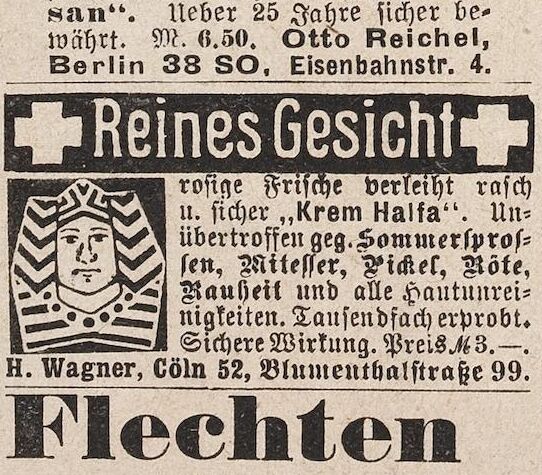 san“. Ueber 25 Jahre sicher be-
währt. M. 6.50. Otto Reichel,
Berlin 38 SO, Eisenbahnstr. 4.
Reines Gesicht
rosige Frische verleiht rasch
u. sicher „Krem Halfa“. Un-
übertroffen geg. Sommerspros-
sen, Mitesser, Pickel, Röte,
Rauheit und alle Hautunrei-
nigkeiten. Tausendfach erprobt.
Sichere Wirkung. Preis ℳ 3.—.
H. Wagner, Cöln 52, Blumenthalstraße 99.
Flechten